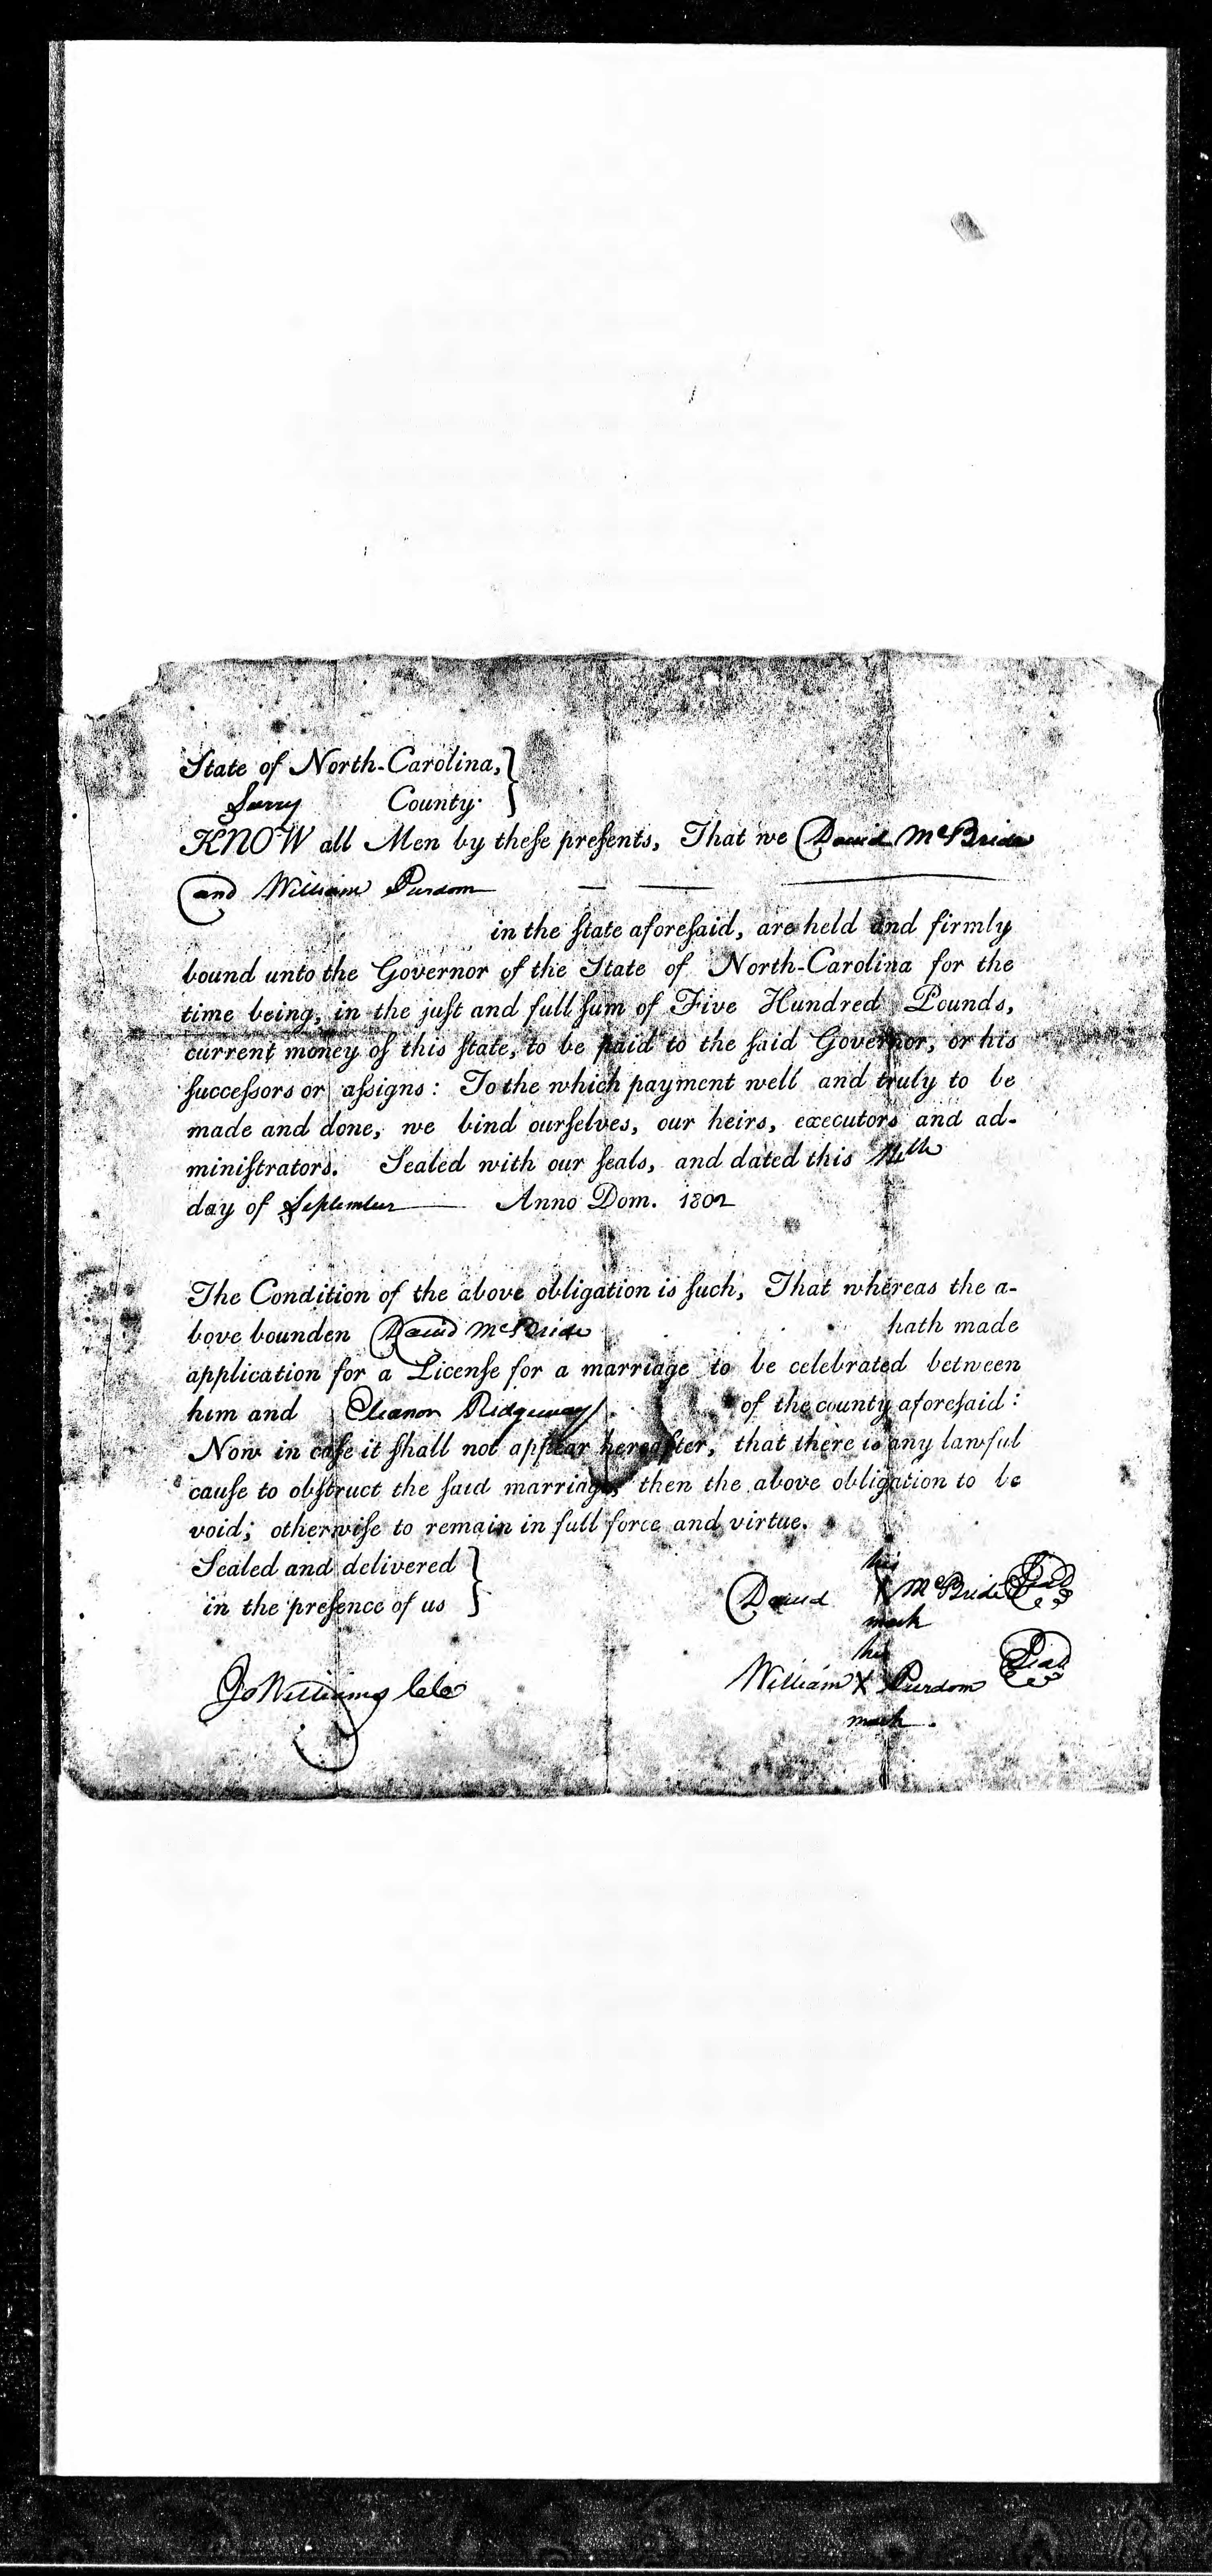 State of North-Carolina,}
Surry County.
KNOW all Men by theſe preſents, That we David McBride
and William Purdom
in the ſtate aforeſaid, are held and firmly
bound unto the Governor of the State of North-Carolina for the
time being, in the juſt and full ſum of Five Hundred Pounds,
current money of this ſtate, to be paid to the ſaid Governor, or his
ſucceſſors or aſsigns: To the which payment well and truly to be
made and done, we bind ourſelves, our heirs, executors and ad-
miniſtrators. Sealed with our ſeals, and dated this
day of September Anno Dom. 1802
The Condition of the above obligation is ſuch, That whereas the a-
bove bounden David McBride hath made
application for a Licenſe for a marriage to be celebrated between
him and Eleanor Ridgeway of the county aforeſaid:
Now in caſe it ſhall not appear hereafter, that there is any lawful
cauſe to obſtruct the ſaid marriage, then the above obligation to be
void; otherwiſe to remain in full force and virtue.
Sealed and delivered }
in the preſence of us
his
David X McBride Seal
mark
his
Jo Williams William X Purdom Seal
mark.